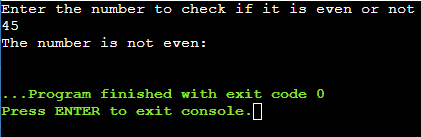 Enter the number to check if it is even or not
45
The number is not even:
...Program finished with exit code 0
Press ENTER to exit console.